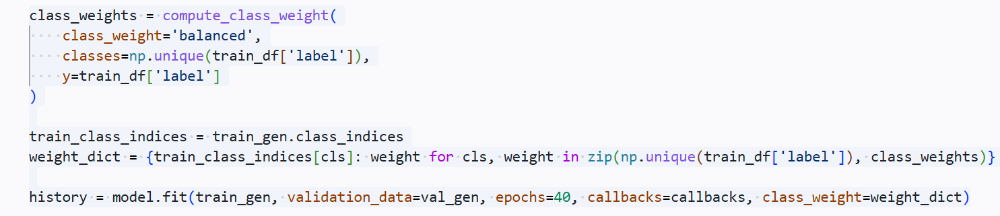 class_weights = compute_class_weight(
    class_weight='balanced',
    classes=np.unique(train_df['label']),
    y=train_df['label']
)
train_class_indices = train_gen.class_indices
weight_dict = {train_class_indices[cls]: weight for cls, weight in zip(np.unique(train_df['label']), class_weights)}
history = model.fit(train_gen, validation_data=val_gen, epochs=40, callbacks=callbacks, class_weight=weight_dict)